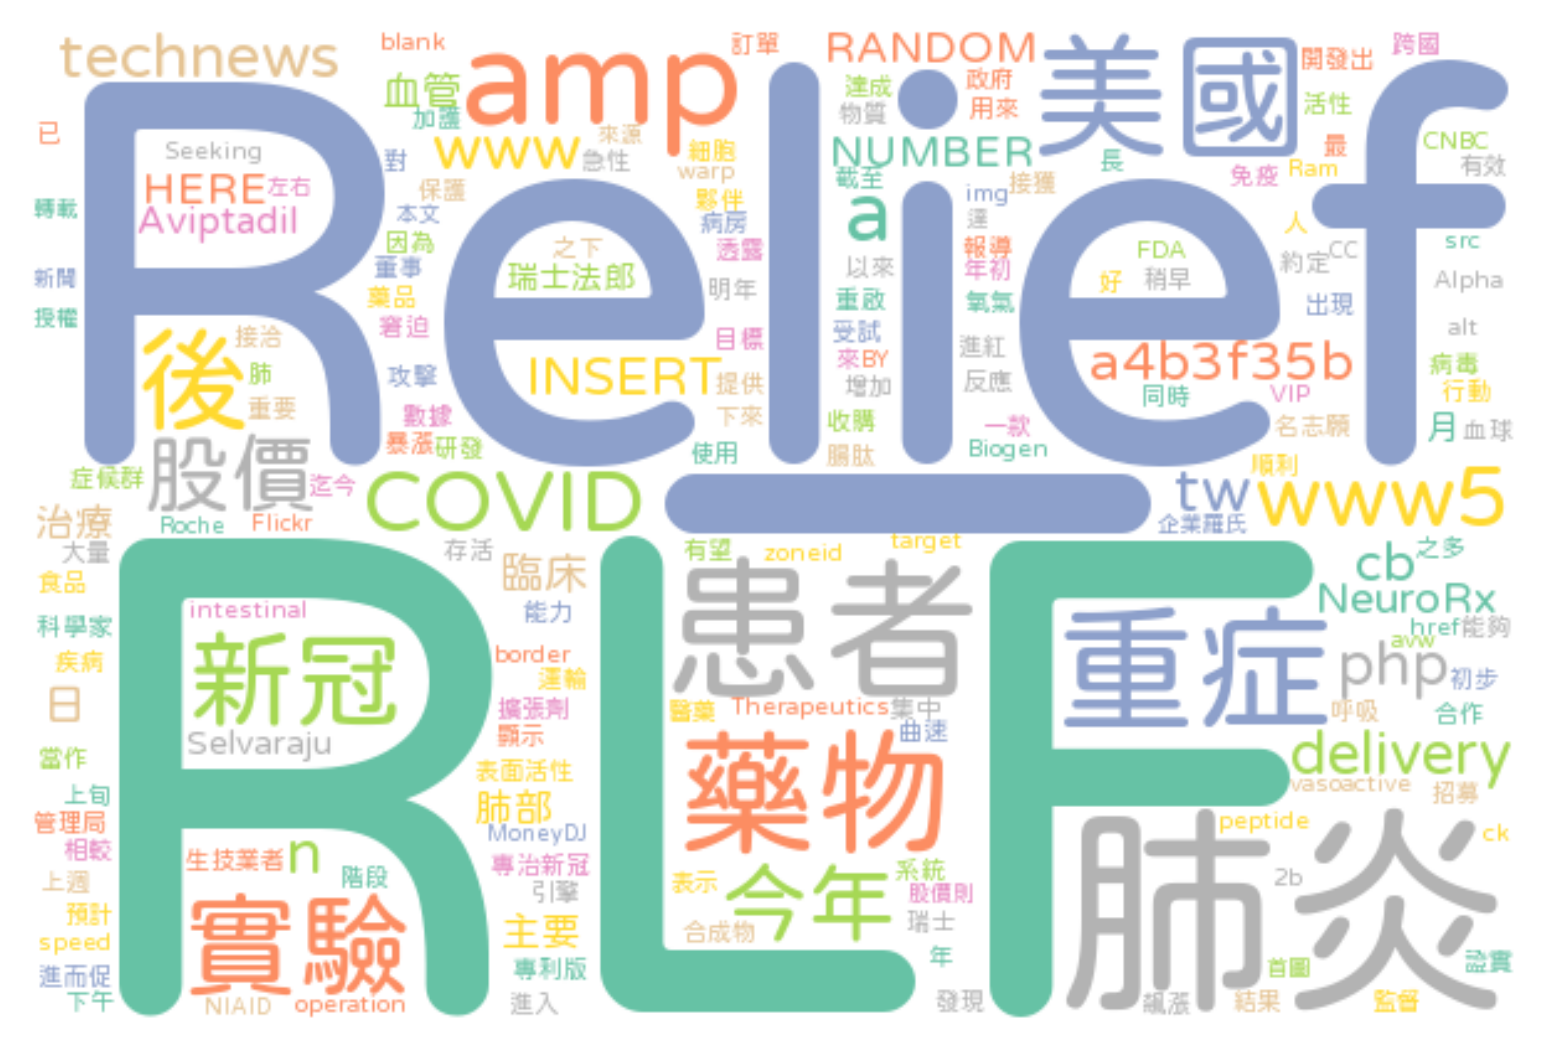 technews
blank
amp
訂單
RANDOM
美國
開發出
跨國
Relief
已
Seeking
HERE
左右
Aviptadil
轉載
新聞
授權
血管
加護
對
www
來源
急性
保護
本文
因為
董事
藥品
窘迫
攻擊
數據
暴漲
研發
細胞
warp
夥伴
病房
透露
之下
瑞士法郎
明年
目標
INSERT
提供
下來
使用
達成
物質
政府
用來
NUMBER
截至
a
img
接獲
達
報導
年初
以來
重啟
氧氣
受試
來BY
增加
進紅
反應
收購
一款
腸肽
Biogen
長
免疫
Ram
最
活性
CNBC
有效
人
src
FDA
稍早
好
約定
CC
出現
Alpha
alt
a4b3f35b
同時
VIP
病毒
行動
名志願
月
血球
後
接洽
肺
重要
股價
症候群
迄今
COVID
_
tw
順利
www5
企業羅氏
治療
大量
Roche
Flickr
食品
科學家
疾病
日
當作
上旬
管理局
相較
上週
預計
speed
進而促
下午
RLF
intestinal
新冠
Selvaraju
生技業者
n
階段
實驗
NIAID
operation
存活
臨床
能力
border
運輸
擴張劑
顯示
表面活性
肺部
MoneyDJ
專治新冠
引擎
主要
專利版
進入
有望
zoneid
target
患者
醫藥
Therapeutics
集中
曲速
藥物
表示
今年
系統
股價則
合成物
瑞士
年
發現
cb
之多
NeuroRx
href
能夠
avw
重症
php
初步
呼吸
合作
delivery
vasoactive
招募
peptide
ck
2b
肺炎
首圖
證實
飆漲
結果
監督